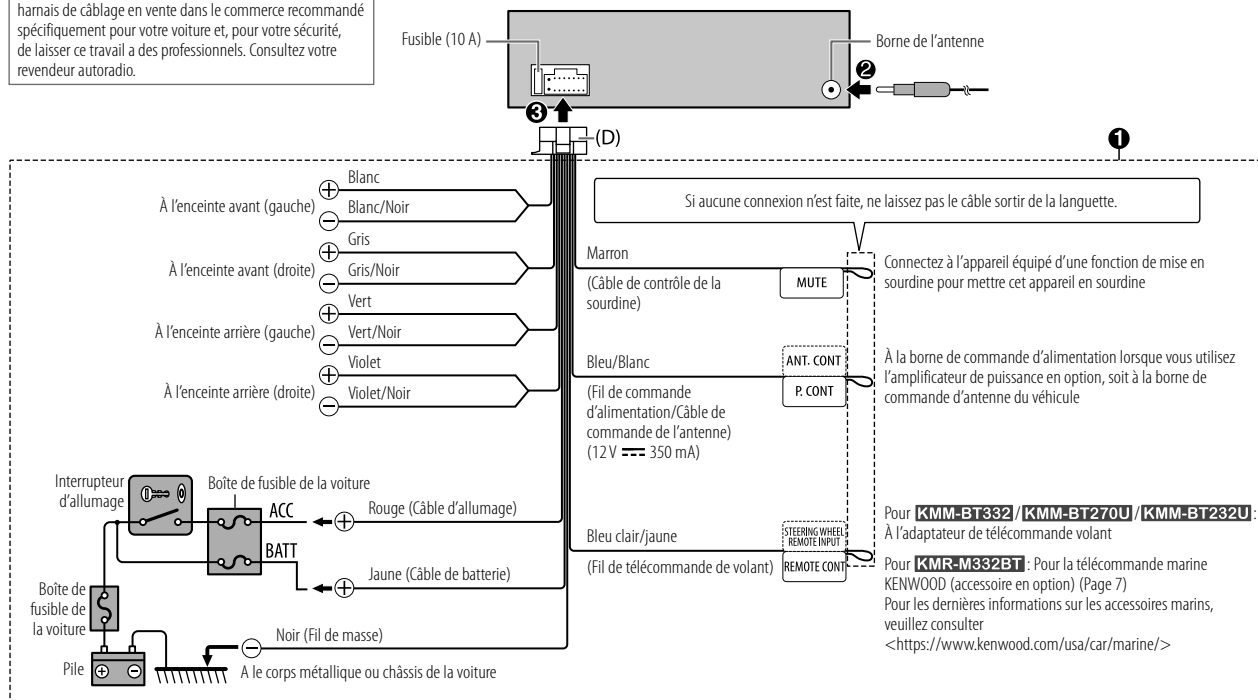 harnais de câblage en vente dans le commerce recommandé
spécifiquement pour votre voiture et, pour votre sécurité,
de laisser ce travail a des professionnels. Consultez votre
revendeur autoradio.
Fusible (10 A)
Borne de l'antenne
2
3
(D)
1
Blanc
À l'enceinte avant (gauche)
Blanc/Noir
Gris
À l'enceinte avant (droite)
Gris/Noir
Vert
À l'enceinte arrière (gauche)
Vert/Noir
Violet
À l'enceinte arrière (droite)
Violet/Noir
Si aucune connexion n'est faite, ne laissez pas le câble sortir de la languette.
Marron
(Câble de contrôle de la
sourdine)
MUTE
Connectez à l'appareil équipé d'une fonction de mise en
sourdine pour mettre cet appareil en sourdine
Bleu/Blanc
(Fil de commande
d'alimentation/Câble de
commande de l'antenne)
(12 V ⎓ 350 mA)
ANT. CONT
P. CONT
À la borne de commande d'alimentation lorsque vous utilisez
l'amplificateur de puissance en option, soit à la borne de
commande d'antenne du véhicule
Interrupteur
d'allumage
Boîte de fusible de la voiture
ACC
Rouge (Câble d'allumage)
BATT
Jaune (Câble de batterie)
Boîte de
fusible de
la voiture
Noir (Fil de masse)
Pile
A le corps métallique ou châssis de la voiture
Bleu clair/jaune
(Fil de télécommande de volant)
STEERING WHEEL
REMOTE INPUT
REMOTE CONT
Pour KMM-BT332 / KMM-BT270U / KMM-BT232U :
À l'adaptateur de télécommande volant
Pour KMR-M332BT : Pour la télécommande marine
KENWOOD (accessoire en option) (Page 7)
Pour les dernières informations sur les accessoires marins,
veuillez consulter
<https://www.kenwood.com/usa/car/marine/>